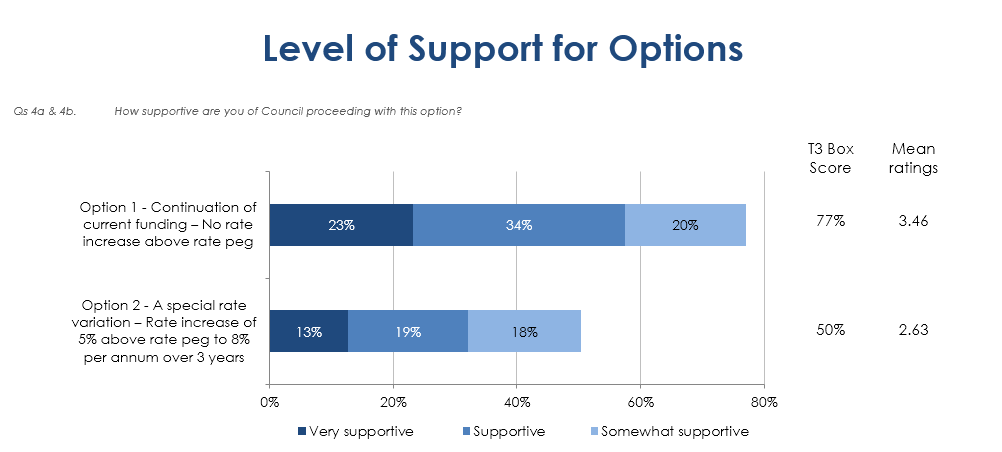 Level of Support for Options
Qs 4a & 4b. How supportive are you of Council proceeding with this option?
T3 Box
Score
Mean
ratings
Option 1 - Continuation of
current funding – No rate
increase above rate peg
23%
34%
20%
77%
3.46
Option 2 - A special rate
variation – Rate increase of
5% above rate peg to 8%
per annum over 3 years
13%
19%
18%
50%
2.63
0%
20%
40%
60%
80%
Very supportive
Supportive
Somewhat supportive